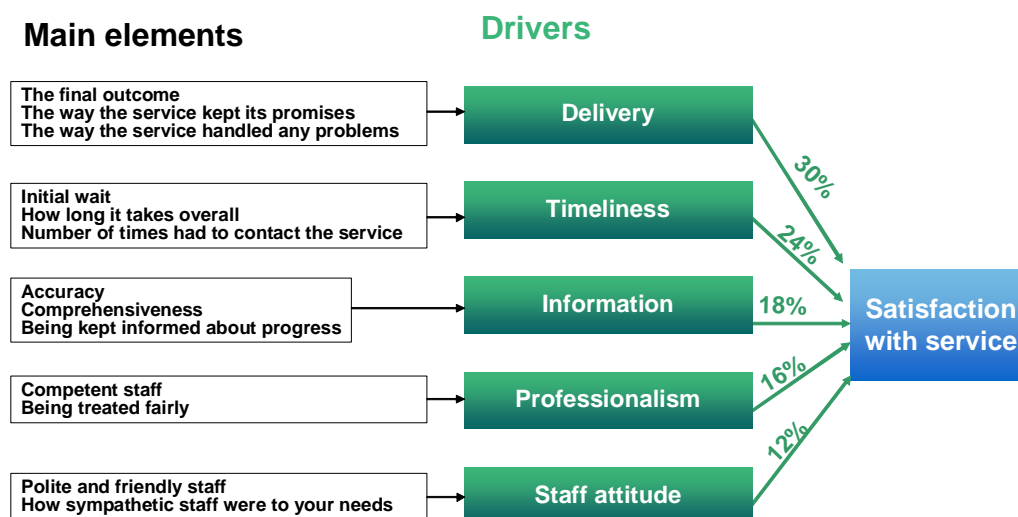 Main elements
Drivers
The final outcome
The way the service kept its promises
The way the service handled any problems
Delivery
30%
Initial wait
How long it takes overall
Number of times had to contact the service
Timeliness
24%
Accuracy
Comprehensiveness
Being kept informed about progress
Information
18%
Satisfaction
with service
Competent staff
Being treated fairly
Professionalism
16%
Polite and friendly staff
How sympathetic staff were to your needs
Staff attitude
12%